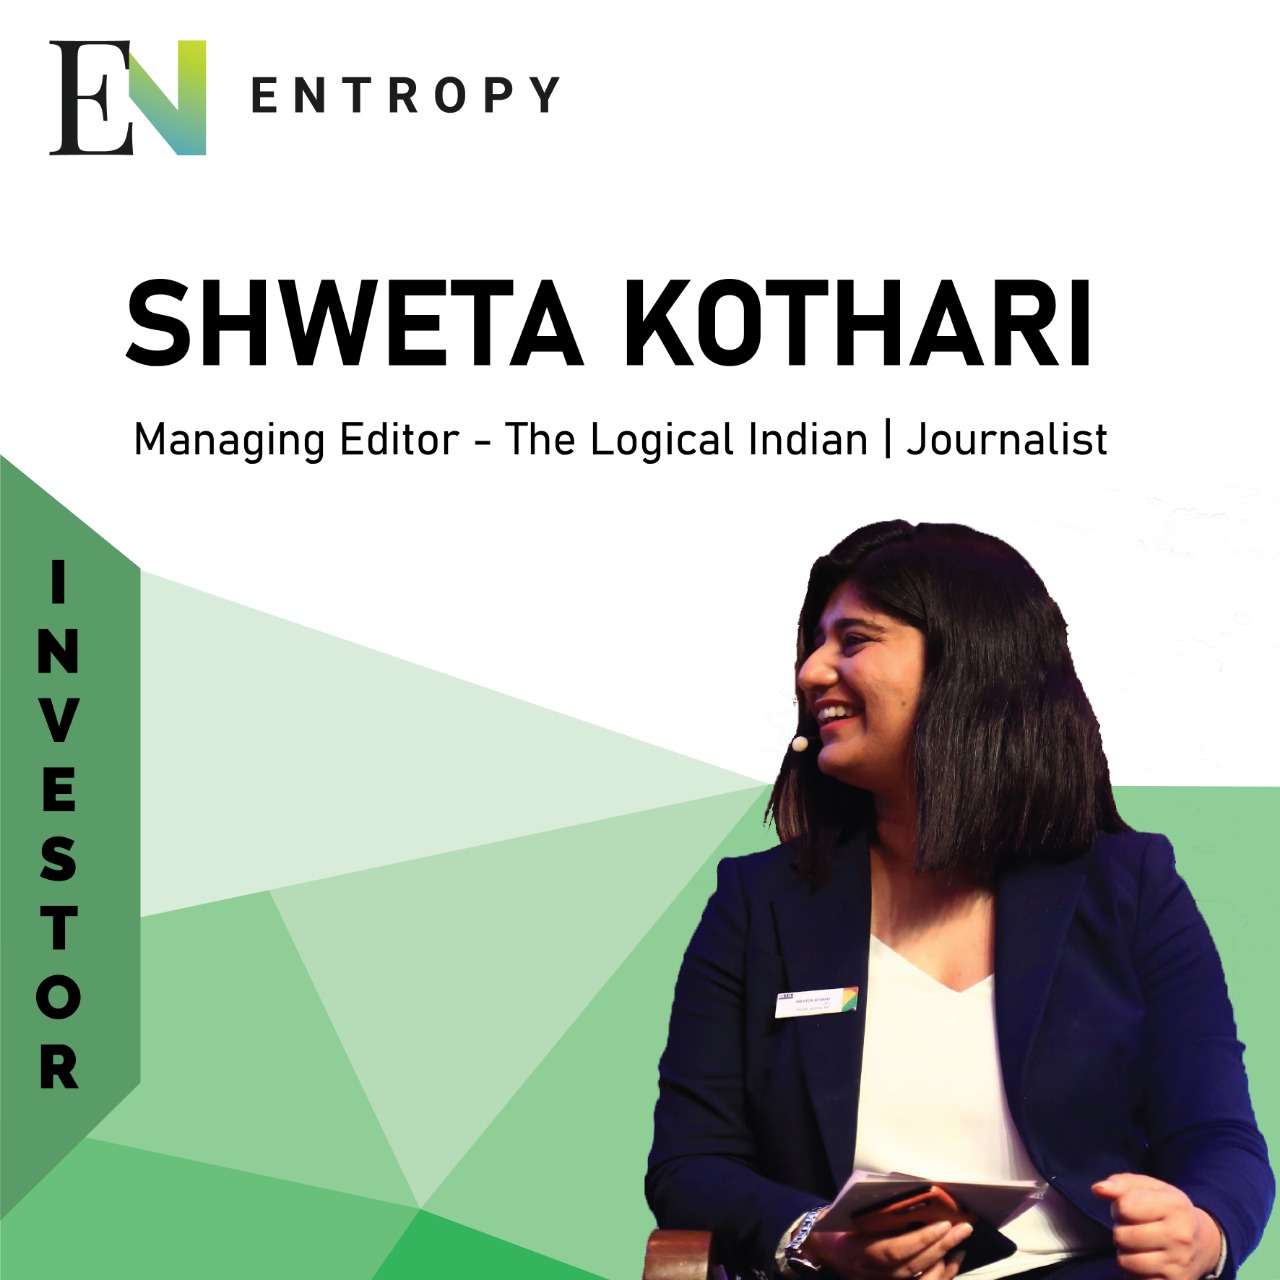 EN ENTROPY
SHWETA KOTHARI
Managing Editor - The Logical Indian | Journalist
INVESTOR